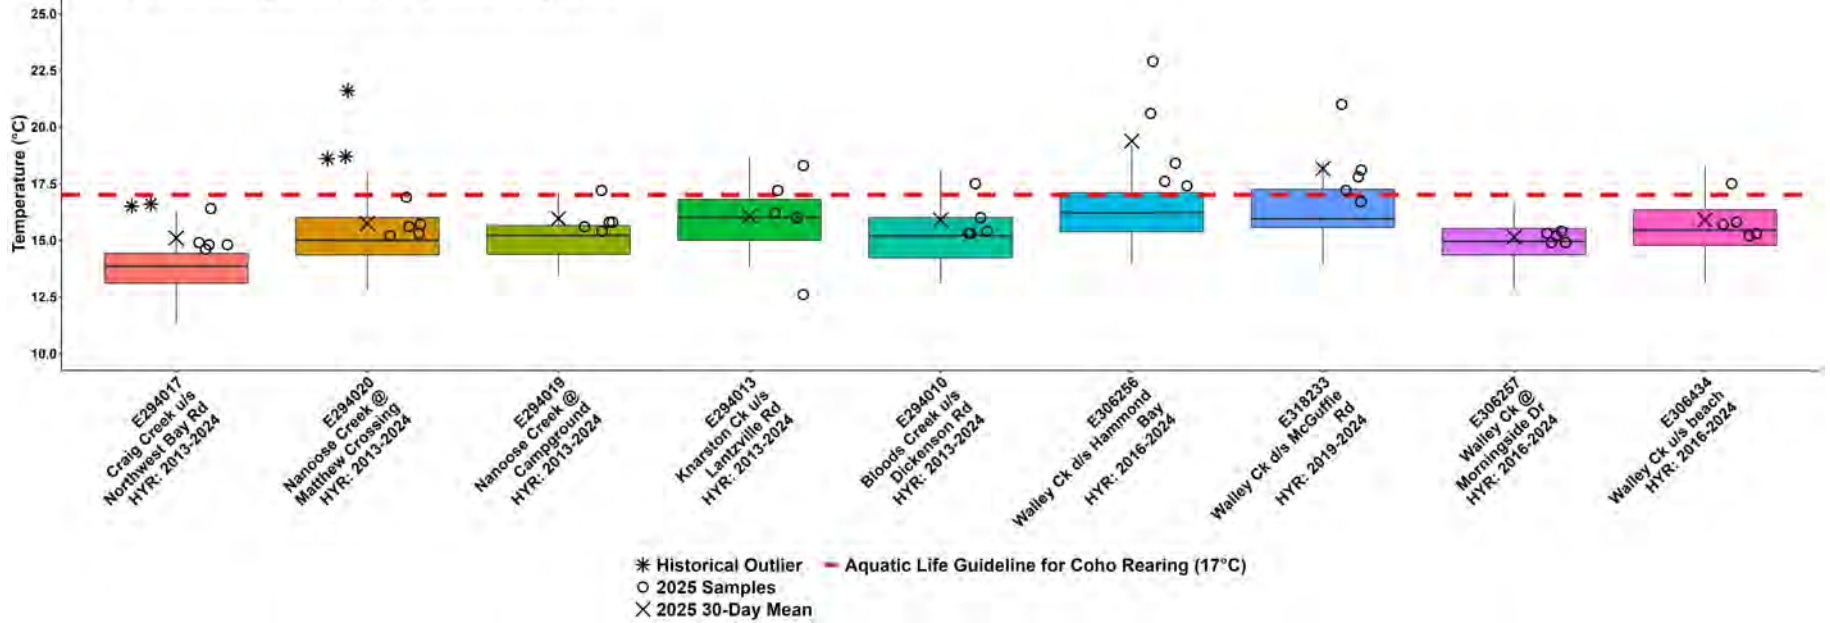 25.0
22.5
20.0
17.5
15.0
12.5
10.0
Temperature (°C)
E294017
Craig Creek u/s
Northwest Bay Rd
HYR: 2013-2024
E294020
Nanoose Creek @
Matthew Crossing
HYR: 2013-2024
E294019
Nanoose Creek @
Campground
HYR: 2013-2024
E294013
Knarston Ck u/s
Lantzville Rd
HYR: 2013-2024
E294010
Bloods Creek u/s
Dickenson Rd
HYR: 2013-2024
E306256
Walley Ck d/s Hammond
Bay
HYR: 2016-2024
E318233
Walley Ck d/s McGuffie
Rd
HYR: 2019-2024
E306257
Walley Ck @
Morningside Dr
HYR: 2016-2024
E306434
Walley Ck u/s beach
HYR: 2016-2024
Historical Outlier
Aquatic Life Guideline for Coho Rearing (17°C)
2025 Samples
2025 30-Day Mean